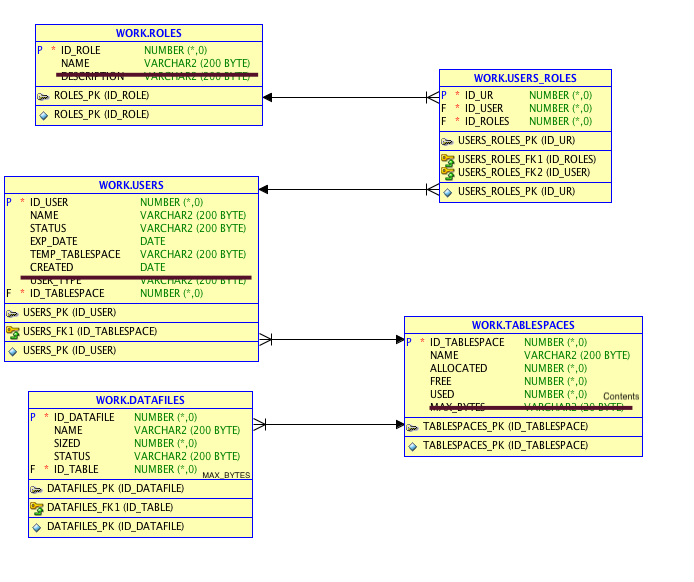 WORK.ROLES
P * ID_ROLE NUMBER (*,0)
NAME VARCHAR2 (200 BYTE)
DESCRIPTION VARCHAR2 (200 BYTE)
ROLES_PK (ID_ROLE)
ROLES_PK (ID_ROLE)
WORK.USERS_ROLES
P * ID_UR NUMBER (*,0)
F * ID_USER NUMBER (*,0)
F * ID_ROLES NUMBER (*,0)
USERS_ROLES_PK (ID_UR)
USERS_ROLES_FK1 (ID_ROLES)
USERS_ROLES_FK2 (ID_USER)
USERS_ROLES_PK (ID_UR)
WORK.USERS
P * ID_USER NUMBER (*,0)
NAME VARCHAR2 (200 BYTE)
STATUS VARCHAR2 (200 BYTE)
EXP_DATE DATE
TEMP_TABLESPACE VARCHAR2 (200 BYTE)
CREATED DATE
USER_TYPE VARCHAR2 (200 BYTE)
F * ID_TABLESPACE NUMBER (*,0)
USERS_PK (ID_USER)
USERS_FK1 (ID_TABLESPACE)
USERS_PK (ID_USER)
WORK.TABLESPACES
P * ID_TABLESPACE NUMBER (*,0)
NAME VARCHAR2 (200 BYTE)
ALLOCATED NUMBER (*,0)
FREE NUMBER (*,0)
USED NUMBER (*,0)
Contents
MAX_BYTES VARCHAR2 (20 BYTE)
TABLESPACES_PK (ID_TABLESPACE)
TABLESPACES_PK (ID_TABLESPACE)
WORK.DATAFILES
P * ID_DATAFILE NUMBER (*,0)
NAME VARCHAR2 (200 BYTE)
SIZED NUMBER (*,0)
STATUS VARCHAR2 (200 BYTE)
F * ID_TABLE NUMBER (*,0)
MAX_BYTES
DATAFILES_PK (ID_DATAFILE)
DATAFILES_FK1 (ID_TABLE)
DATAFILES_PK (ID_DATAFILE)